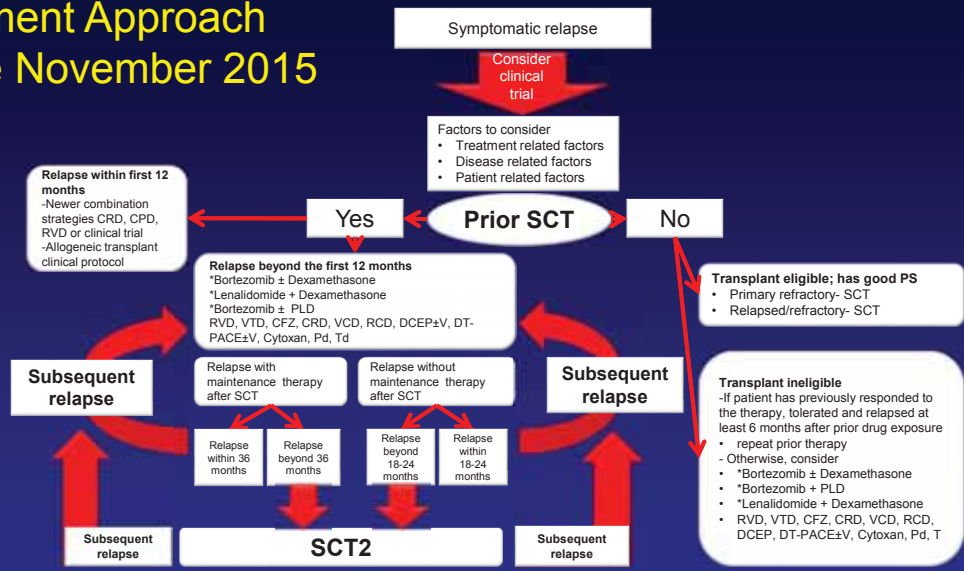 ment Approach
November 2015
Symptomatic relapse
Consider
clinical
trial
Factors to consider
• Treatment related factors
• Disease related factors
• Patient related factors
Relapse within first 12
months
-Newer combination
strategies CRD, CPD,
RVD or clinical trial
-Allogeneic transplant
clinical protocol
Yes
Prior SCT
No
Relapse beyond the first 12 months
*Bortezomib ± Dexamethasone
*Lenalidomide + Dexamethasone
*Bortezomib ± PLD
RVD, VTD, CFZ, CRD, VCD, RCD, DCEP±V, DT-
PACE±V, Cytoxan, Pd, Td
Transplant eligible; has good PS
• Primary refractory- SCT
• Relapsed/refractory- SCT
Subsequent
relapse
Relapse with
maintenance therapy
after SCT
Relapse without
maintenance therapy
after SCT
Subsequent
relapse
Relapse
within 36
months
Relapse
beyond 36
months
Relapse
beyond
18-24
months
Relapse
within
18-24
months
Transplant ineligible
-If patient has previously responded to
the therapy, tolerated and relapsed at
least 6 months after prior drug exposure
• repeat prior therapy
- Otherwise, consider
• *Bortezomib ± Dexamethasone
• *Bortezomib + PLD
• *Lenalidomide + Dexamethasone
• RVD, VTD, CFZ, CRD, VCD, RCD,
DCEP, DT-PACE±V, Cytoxan, Pd, T
Subsequent
relapse
SCT2
Subsequent
relapse